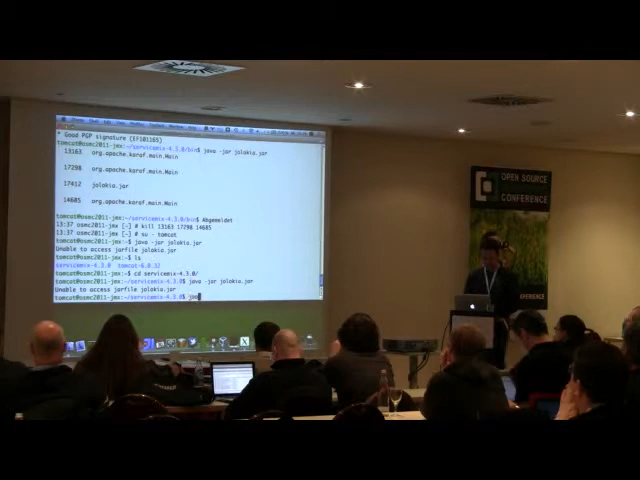 * Good PGP signature (EF101165)
tomcat@osmc2011-jmx:~/servicemix-4.3.0/bin$ java -jar jolokia.jar
13163 org.apache.karaf.main.Main
17298 org.apache.karaf.main.Main
17412 jolokia.jar
14685 org.apache.karaf.main.Main
tomcat@osmc2011-jmx:~/servicemix-4.3.0/bin$ Abgemeldet
13:37 osmc2011-jmx [~] # kill 13163 17298 14685
13:37 osmc2011-jmx [~] # su - tomcat
tomcat@osmc2011-jmx:~$ java -jar jolokia.jar
Unable to access jarfile jolokia.jar
tomcat@osmc2011-jmx:~$ ls
servicemix-4.3.0 tomcat-6.0.32
tomcat@osmc2011-jmx:~$ cd servicemix-4.3.0/
tomcat@osmc2011-jmx:~/servicemix-4.3.0$ java -jar jolokia.jar
Unable to access jarfile jolokia.jar
tomcat@osmc2011-jmx:~/servicemix-4.3.0$
OPEN SOURCE
CONFERENCE
XPERIENCE